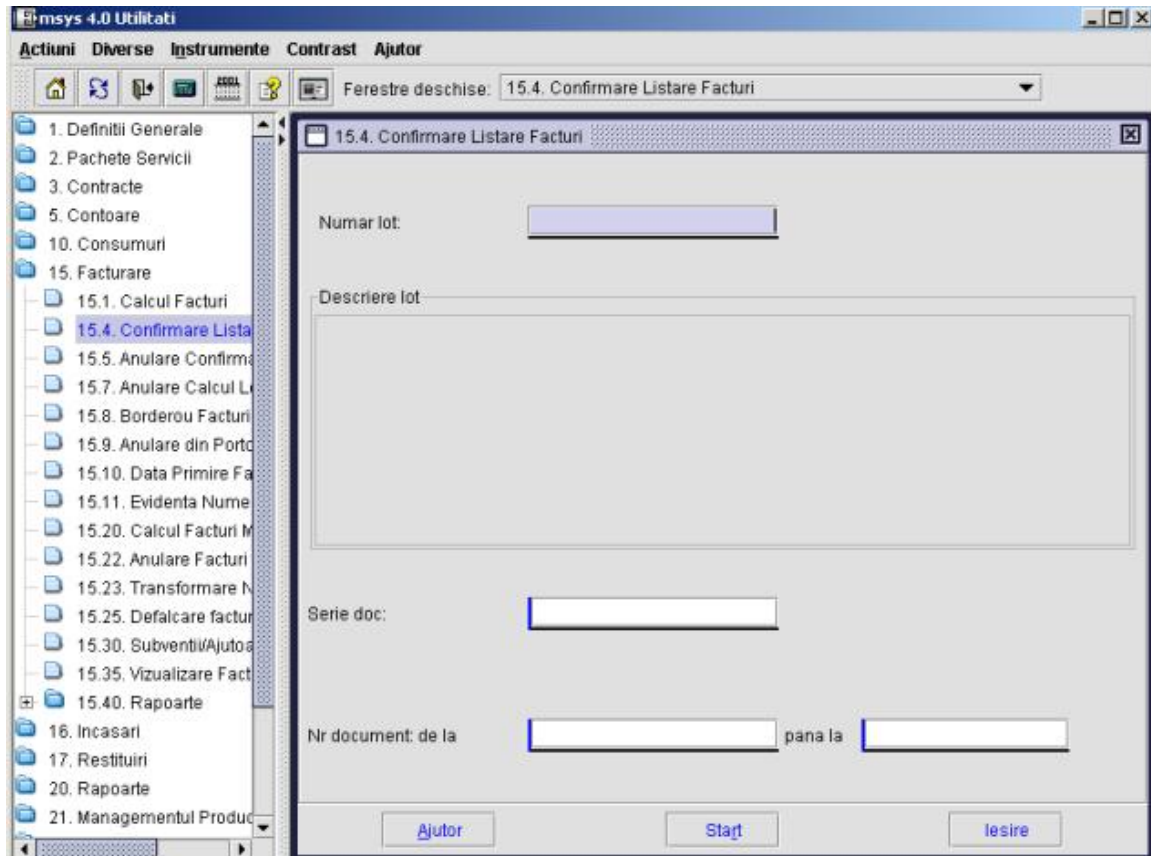 emsys 4.0 Utilitati
Actiuni Diverse Instrumente Contrast Ajutor
Ferestre deschise: 15.4. Confirmare Listare Facturi
1. Definitii Generale
2. Pachete Servicii
3. Contracte
5. Contoare
10. Consumuri
15. Facturare
15.1. Calcul Facturi
15.4. Confirmare Lista
15.5. Anulare Confirma
15.7. Anulare Calcul L
15.8. Borderou Facturi
15.9. Anulare din Porto
15.10. Data Primire Fa
15.11. Evidenta Nume
15.20. Calcul Facturi M
15.22. Anulare Facturi
15.23. Transformare N
15.25. Defalcare factur
15.30. Subventii/Ajutoa
15.35. Vizualizare Fact
15.40. Rapoarte
16. Incasari
17. Restituiri
20. Rapoarte
21. Managementul Produc
15.4. Confirmare Listare Facturi
Numar lot:
Descriere lot
Serie doc:
Nr document: de la pana la
Ajutor Start Iesire